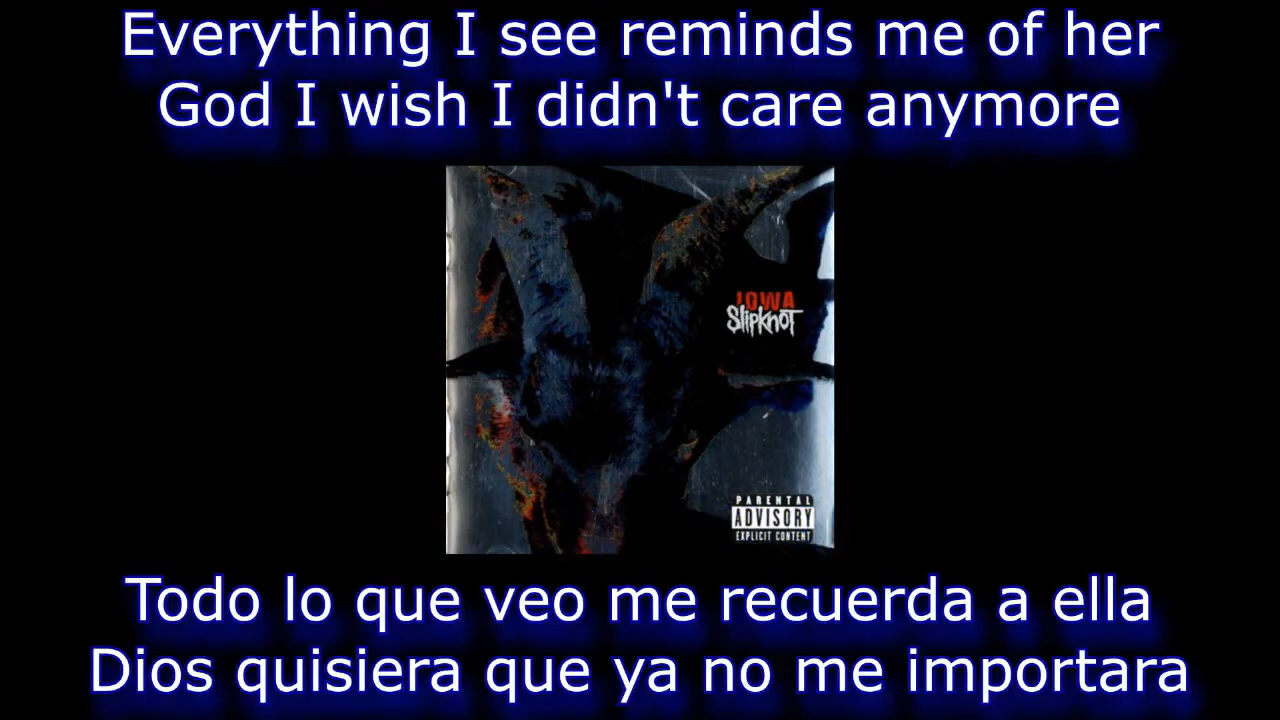 Everything I see reminds me of her
God I wish I didn't care anymore
IOWA
Slipknot
PARENTAL
ADVISORY
EXPLICIT CONTENT
Todo lo que veo me recuerda a ella
Dios quisiera que ya no me importara